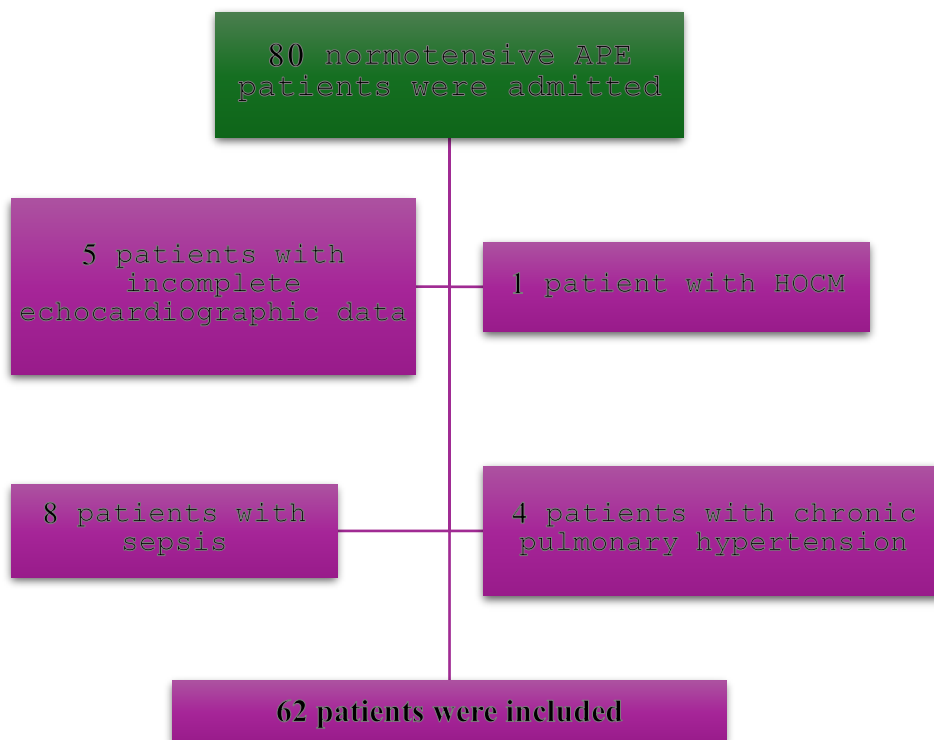 80 normotensive APE
patients were admitted
5 patients with
incomplete
echocardiographic data
1 patient with HOCM
8 patients with
sepsis
4 patients with chronic
pulmonary hypertension
62 patients were included